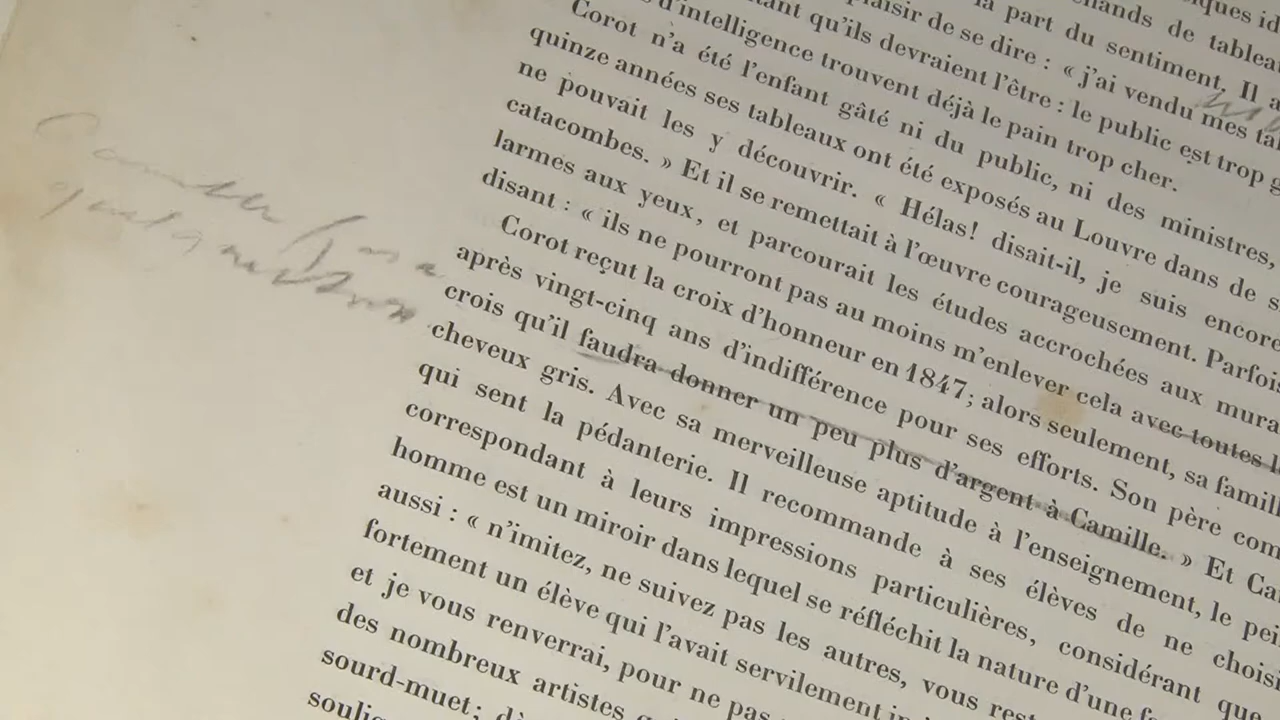 ques id
de tablea
la part du sentiment. Il a
plaisir de se dire : « j'ai vendu mes
qu'ils devraient l'être : le public est trop
d'intelligence trouvent déjà le pain trop cher.
Corot n'a été l'enfant gâté ni du public, ni des ministres,
quinze années ses tableaux ont été exposés au Louvre dans de s
ne pouvait les y découvrir. « Hélas! disait-il, je suis encore
catacombes. » Et il se remettait à l'œuvre courageusement. Parfois
larmes aux yeux, et parcourait les études accrochées aux mura
disant : « ils ne pourront pas au moins m'enlever cela avec toutes
Corot reçut la croix d'honneur en 1847; alors seulement, sa famill
après vingt-cinq ans d'indifférence pour ses efforts. Son père com
crois qu'il faudra donner un peu plus d'argent à Camille. » Et Ca
cheveux gris. Avec sa merveilleuse aptitude à l'enseignement, le pei
qui sent la pédanterie. Il recommande à ses élèves de ne choisi
correspondant à leurs impressions particulières, considérant que
homme est un miroir dans lequel se réfléchit la nature d'une
aussi : « n'imitez, ne suivez pas les autres, vous rest
fortement un élève qui l'avait servilement
et je vous renverrai, pour ne pas
des nombreux artistes
sourd-muet;